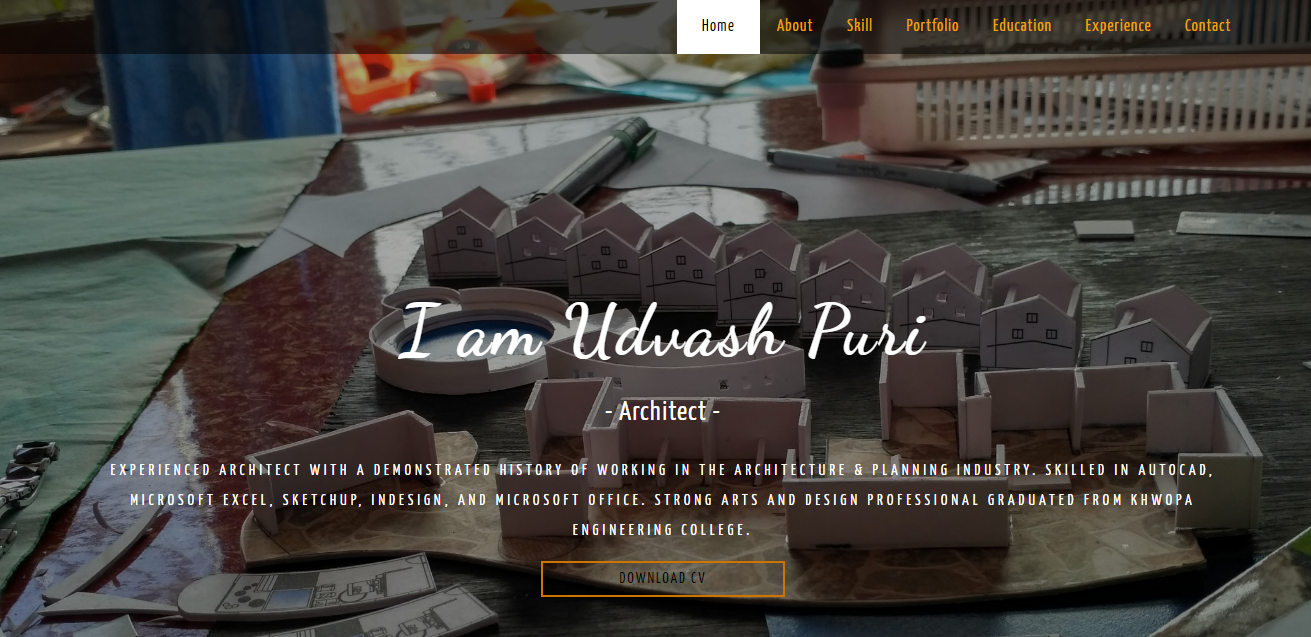 Home About Skill Portfolio Education Experience Contact
I am Udvash Puri
- Architect -
EXPERIENCED ARCHITECT WITH A DEMONSTRATED HISTORY OF WORKING IN THE ARCHITECTURE & PLANNING INDUSTRY. SKILLED IN AUTOCAD,
MICROSOFT EXCEL, SKETCHUP, INDESIGN, AND MICROSOFT OFFICE. STRONG ARTS AND DESIGN PROFESSIONAL GRADUATED FROM KHWOPA
ENGINEERING COLLEGE.
DOWNLOAD CV